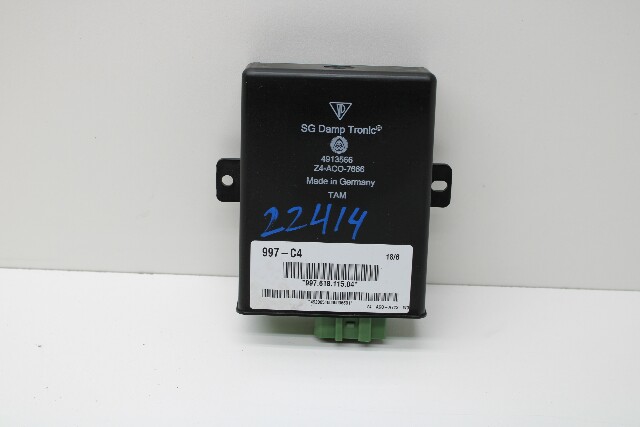 SG Damp Tronic®
4913566
Z4-ACO-7686
Made in Germany
TAM
22414
997-C4 18/6
*997.618.115.04*